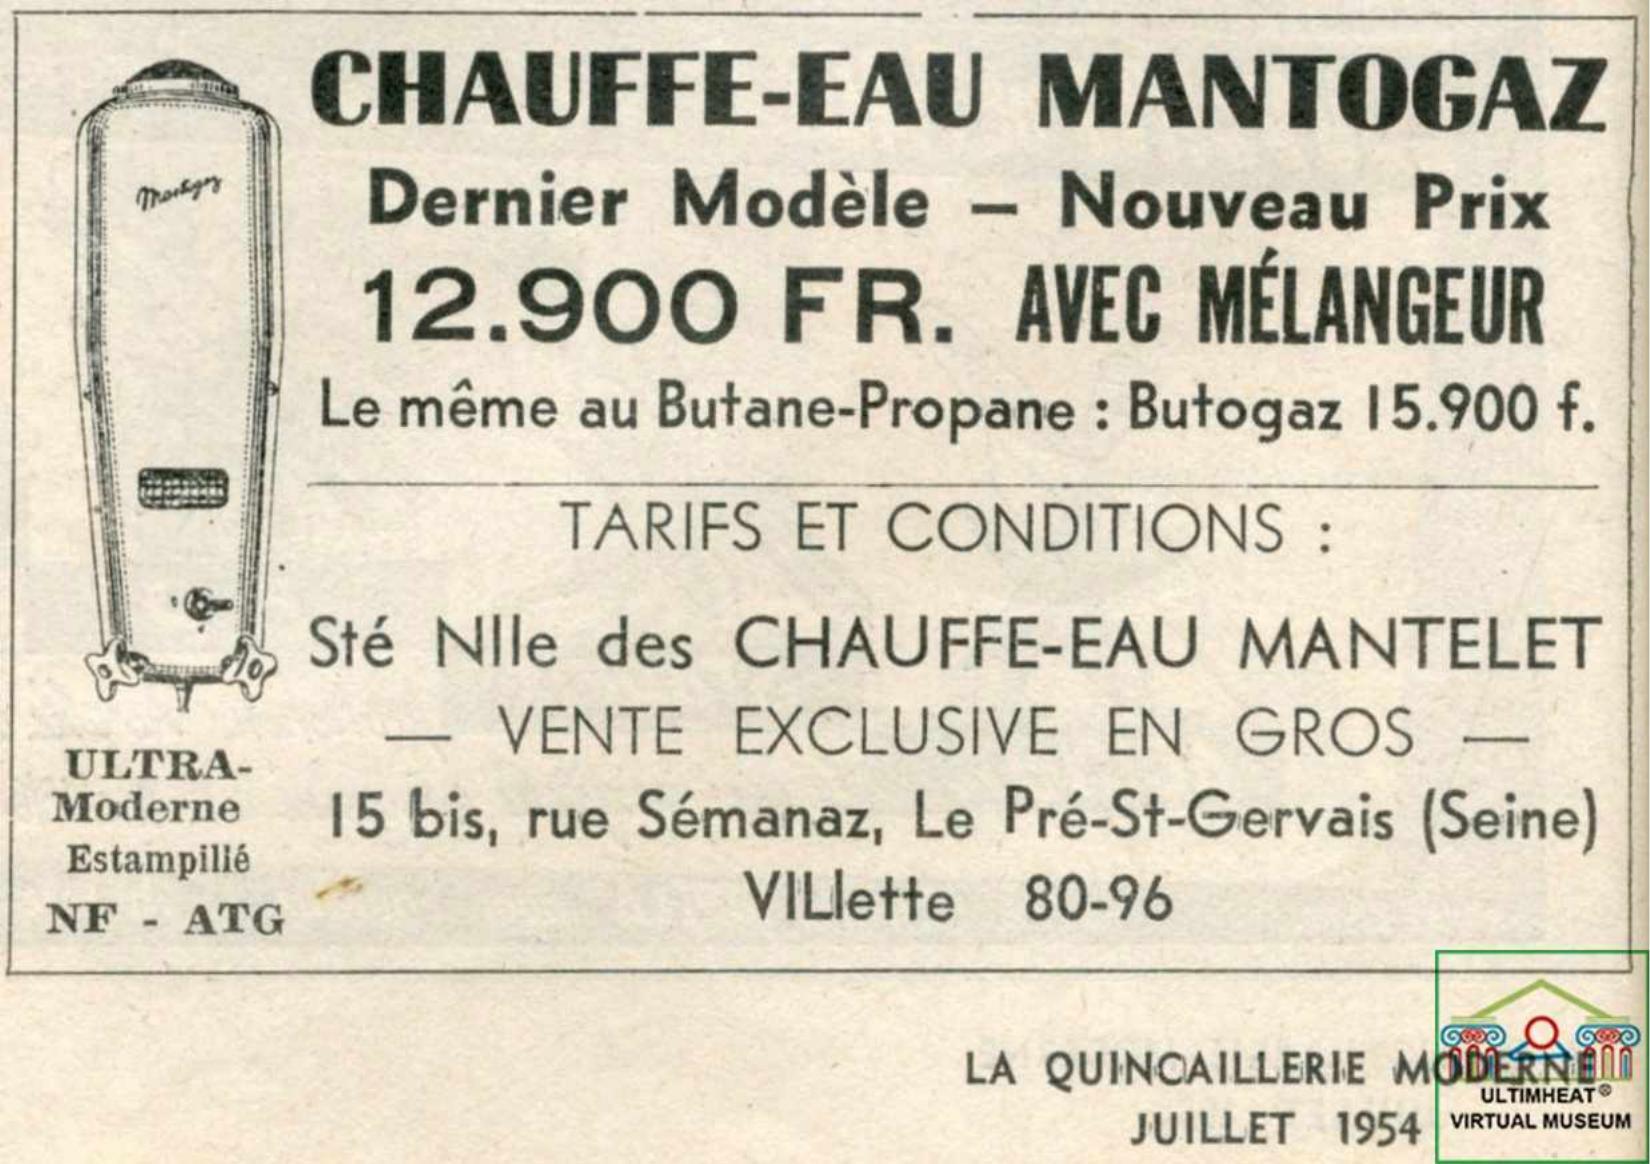 CHAUFFE-EAU MANTOGAZ
Dernier Modèle – Nouveau Prix
12.900 FR. AVEC MÉLANGEUR
Le même au Butane-Propane : Butogaz 15.900 f.
TARIFS ET CONDITIONS :
Sté Nlle des CHAUFFE-EAU MANTELET
— VENTE EXCLUSIVE EN GROS —
15 bis, rue Sémanaz, Le Pré-St-Gervais (Seine)
VILlette 80-96
Mantogaz
ULTRA-
Moderne
Estampillé
NF - ATG
LA QUINCAILLERIE MODERNE
JUILLET 1954
ULTIMHEAT®
VIRTUAL MUSEUM